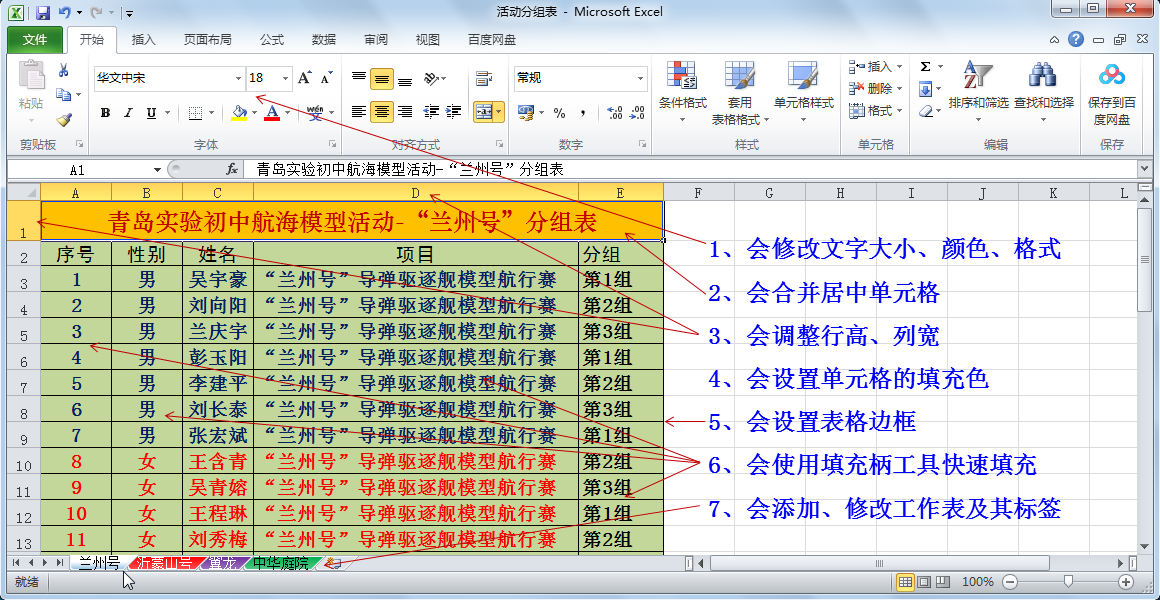 活动分组表 - Microsoft Excel
文件 开始 插入 页面布局 公式 数据 审阅 视图 百度网盘
华文中宋 18 常规
粘贴 条件格式 套用 表格格式 单元格样式 插入 删除 格式 排序和筛选 查找和选择 保存到百度网盘
剪贴板 字体 对齐方式 数字 样式 单元格 编辑 保存
A1 fx 青岛实验初中航海模型活动-“兰州号”分组表
A B C D E F G H I J K L
1 青岛实验初中航海模型活动-“兰州号”分组表
2 序号 性别 姓名 项目 分组
3 1 男 吴宇豪 “兰州号”导弹驱逐舰模型航行赛 第1组
4 2 男 刘向阳 “兰州号”导弹驱逐舰模型航行赛 第2组
5 3 男 兰庆宇 “兰州号”导弹驱逐舰模型航行赛 第3组
6 4 男 彭玉阳 “兰州号”导弹驱逐舰模型航行赛 第1组
7 5 男 李建平 “兰州号”导弹驱逐舰模型航行赛 第2组
8 6 男 刘长泰 “兰州号”导弹驱逐舰模型航行赛 第3组
9 7 男 张宏斌 “兰州号”导弹驱逐舰模型航行赛 第1组
10 8 女 王含青 “兰州号”导弹驱逐舰模型航行赛 第2组
11 9 女 吴青嫆 “兰州号”导弹驱逐舰模型航行赛 第3组
12 10 女 王程琳 “兰州号”导弹驱逐舰模型航行赛 第1组
13 11 女 刘秀梅 “兰州号”导弹驱逐舰模型航行赛 第2组
1、会修改文字大小、颜色、格式
2、会合并居中单元格
3、会调整行高、列宽
4、会设置单元格的填充色
5、会设置表格边框
6、会使用填充柄工具快速填充
7、会添加、修改工作表及其标签
兰州号 沂蒙山号 翼龙 中华庭院
就绪 100%